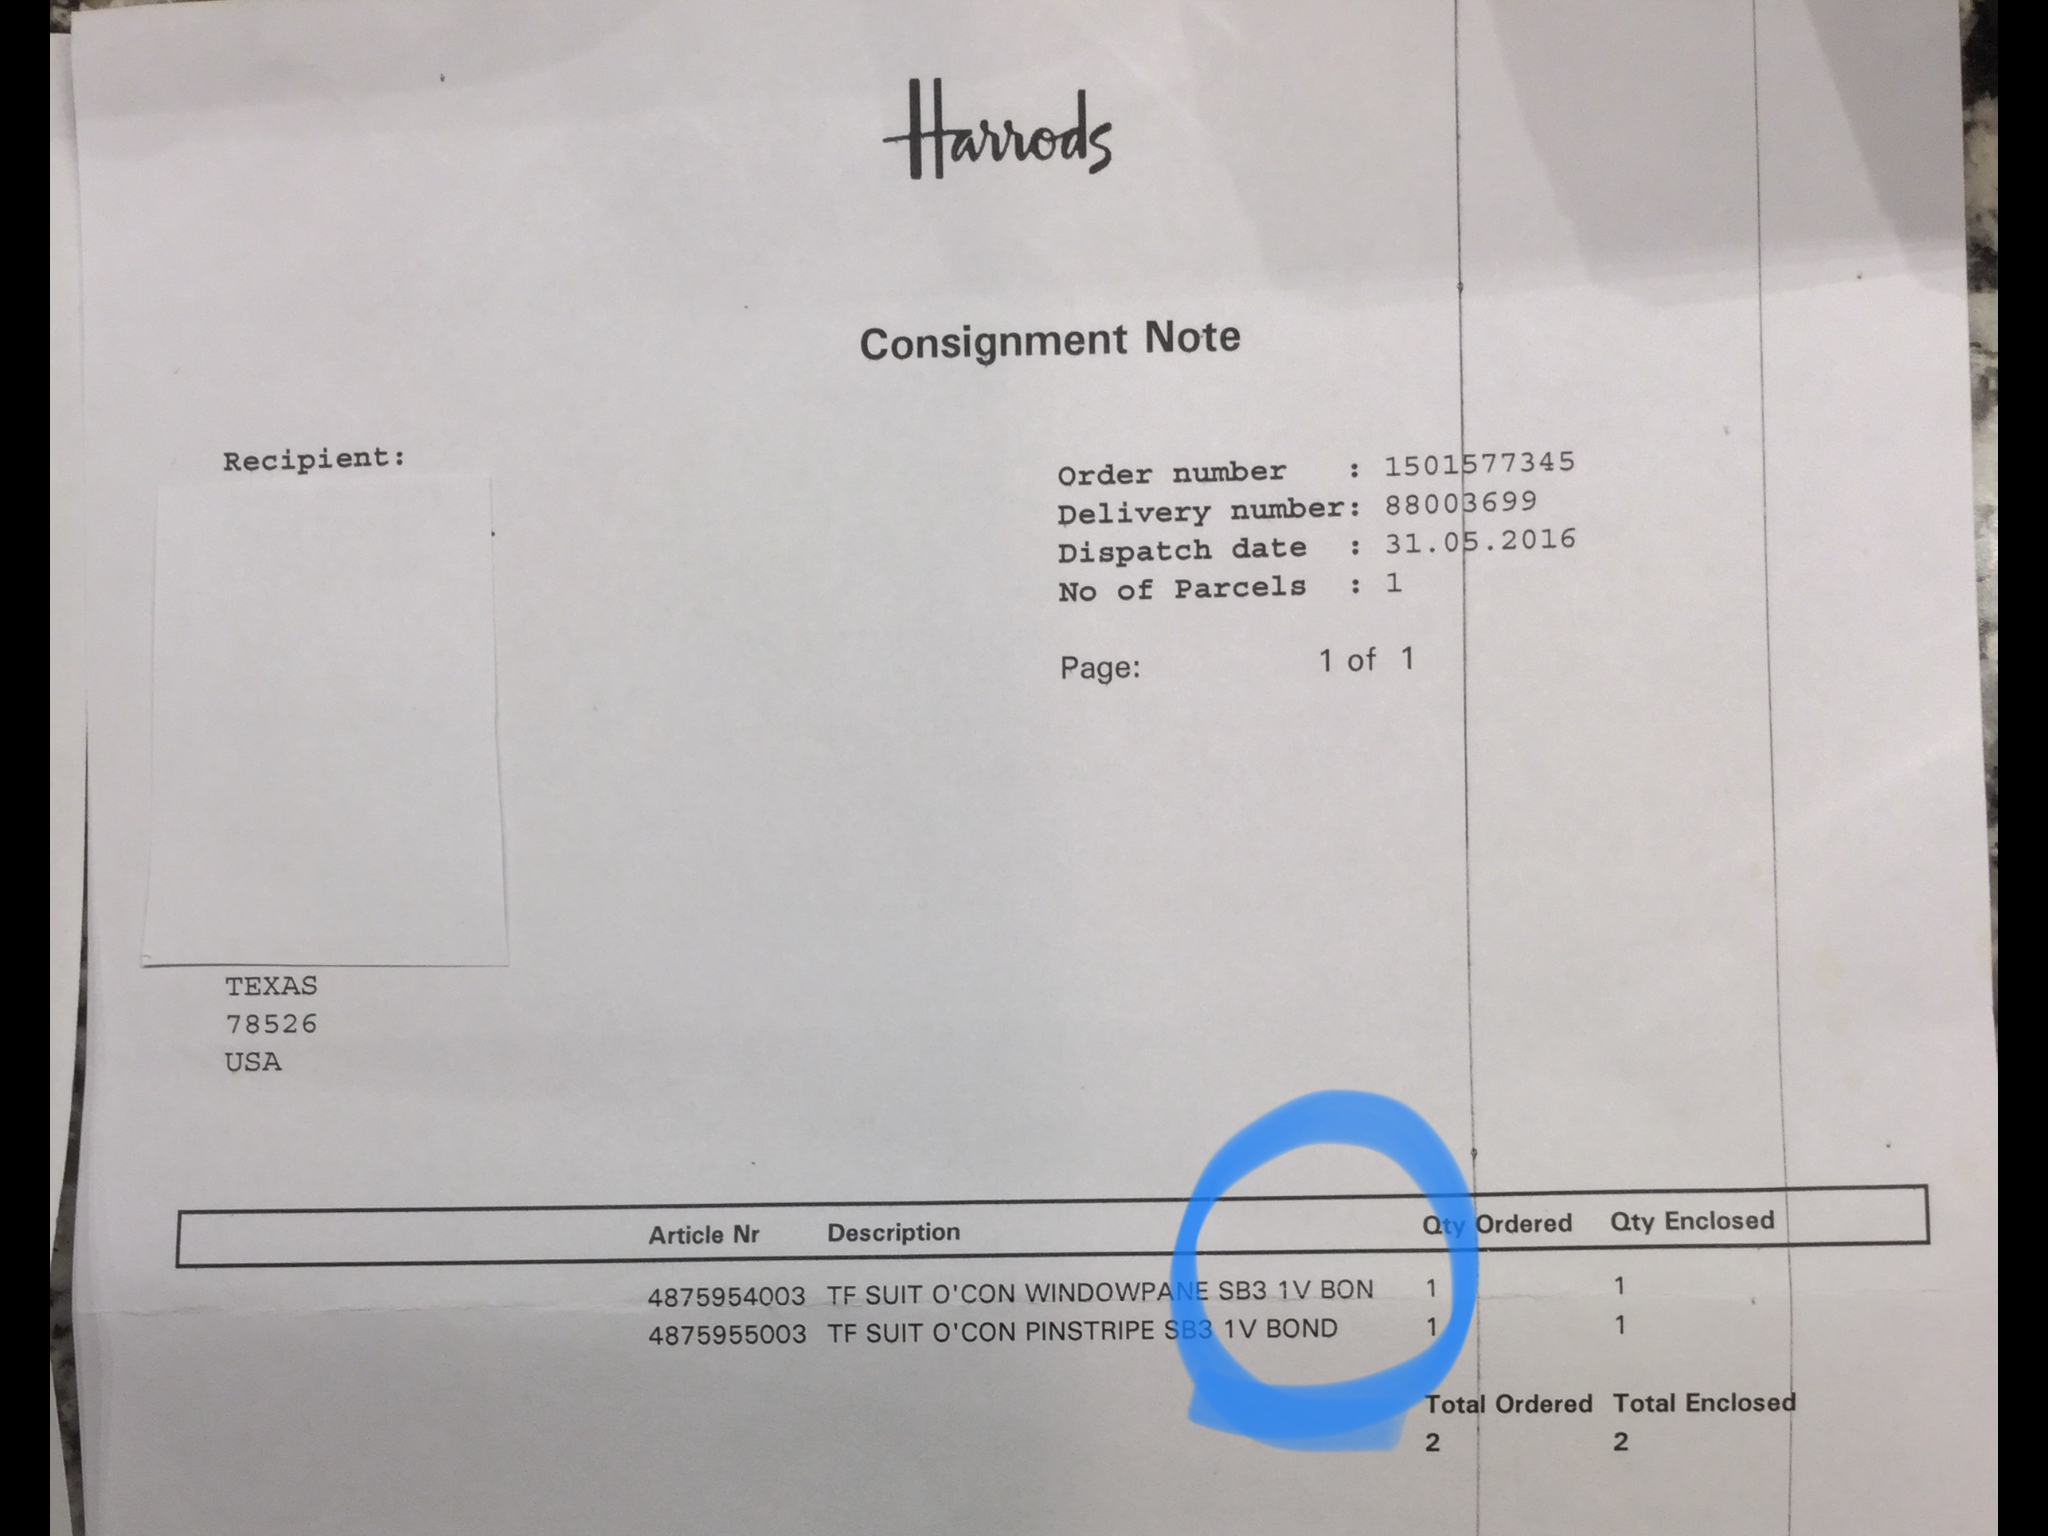 Harrods
Consignment Note
Recipient:
Order number : 1501577345
Delivery number: 88003699
Dispatch date : 31.05.2016
No of Parcels : 1
Page: 1 of 1
TEXAS
78526
USA
Article Nr Description Qty Ordered Qty Enclosed
4875954003 TF SUIT O'CON WINDOWPANE SB3 1V BON 1 1
4875955003 TF SUIT O'CON PINSTRIPE SB3 1V BOND 1 1
Total Ordered Total Enclosed
2 2